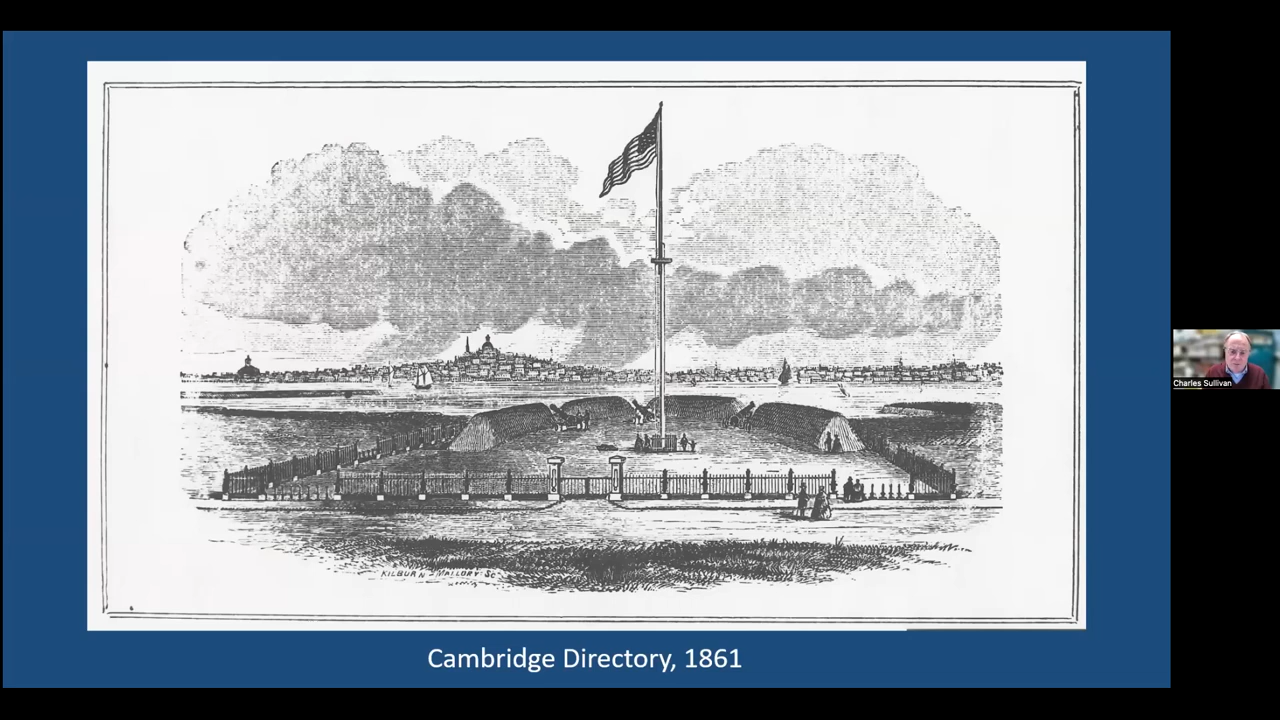 KILBURN-MALLORY. Sc
Cambridge Directory, 1861
Charles Sullivan